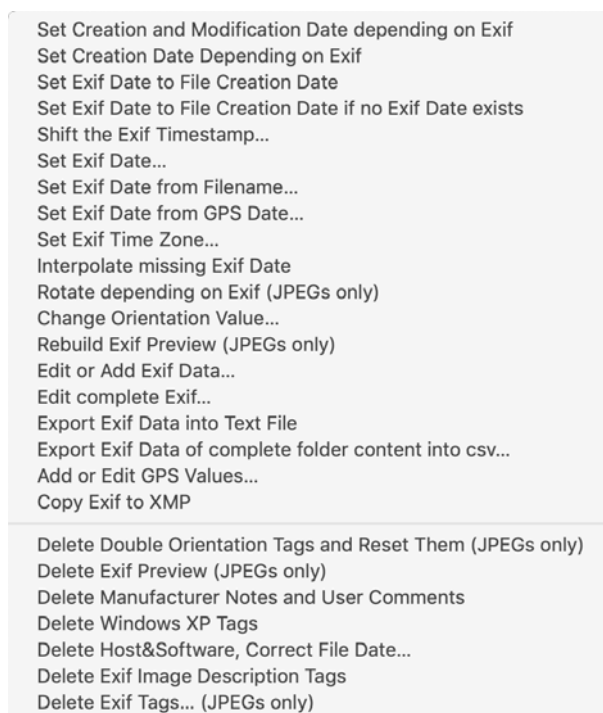 Set Creation and Modification Date depending on Exif
Set Creation Date Depending on Exif
Set Exif Date to File Creation Date
Set Exif Date to File Creation Date if no Exif Date exists
Shift the Exif Timestamp...
Set Exif Date...
Set Exif Date from Filename...
Set Exif Date from GPS Date...
Set Exif Time Zone...
Interpolate missing Exif Date
Rotate depending on Exif (JPEGs only)
Change Orientation Value...
Rebuild Exif Preview (JPEGs only)
Edit or Add Exif Data...
Edit complete Exif...
Export Exif Data into Text File
Export Exif Data of complete folder content into csv...
Add or Edit GPS Values...
Copy Exif to XMP
Delete Double Orientation Tags and Reset Them (JPEGs only)
Delete Exif Preview (JPEGs only)
Delete Manufacturer Notes and User Comments
Delete Windows XP Tags
Delete Host&Software, Correct File Date...
Delete Exif Image Description Tags
Delete Exif Tags... (JPEGs only)